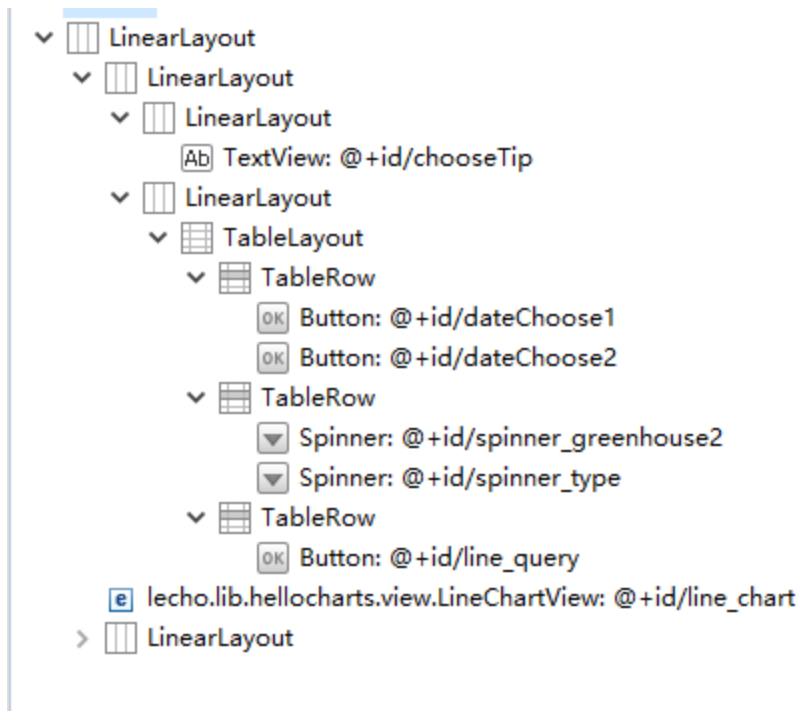 LinearLayout
LinearLayout
LinearLayout
Ab TextView: @+id/chooseTip
LinearLayout
TableLayout
TableRow
OK Button: @+id/dateChoose1
OK Button: @+id/dateChoose2
TableRow
Spinner: @+id/spinner_greenhouse2
Spinner: @+id/spinner_type
TableRow
OK Button: @+id/line_query
e lecho.lib.hellocharts.view.LineChartView: @+id/line_chart
LinearLayout